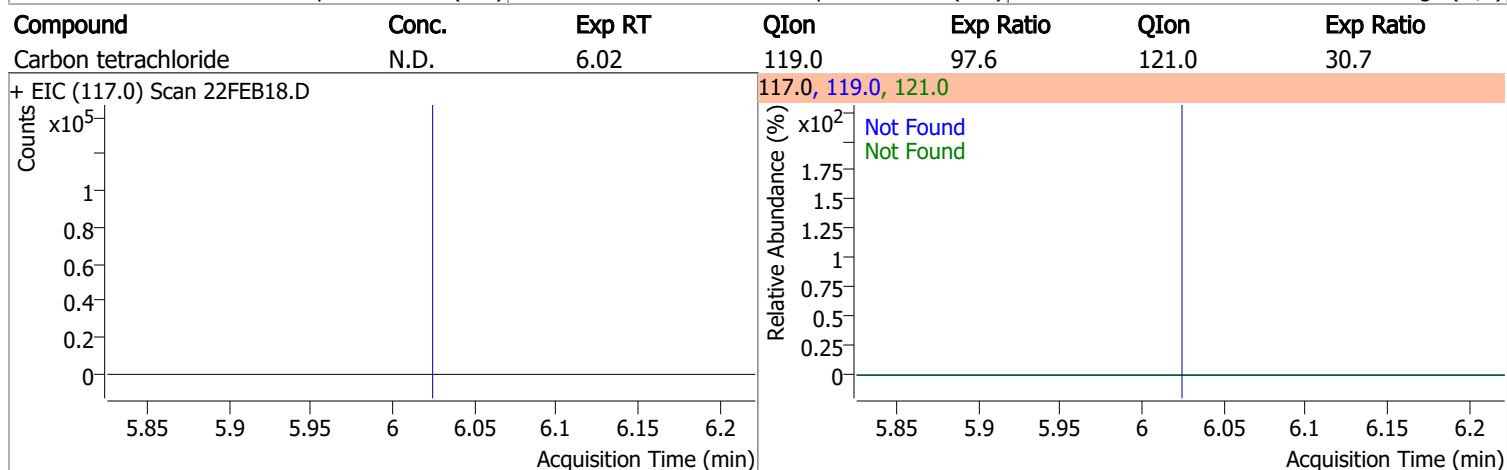 Compound Conc. Exp RT QIon Exp Ratio QIon Exp Ratio
Carbon tetrachloride N.D. 6.02 119.0 97.6 121.0 30.7
+ EIC (117.0) Scan 22FEB18.D
Counts
x10⁵
1
0.8
0.6
0.4
0.2
0
5.85 5.9 5.95 6 6.05 6.1 6.15 6.2
Acquisition Time (min)
117.0, 119.0, 121.0
Relative Abundance (%)
x10²
Not Found
Not Found
1.75
1.5
1.25
1
0.75
0.5
0.25
0
5.85 5.9 5.95 6 6.05 6.1 6.15 6.2
Acquisition Time (min)